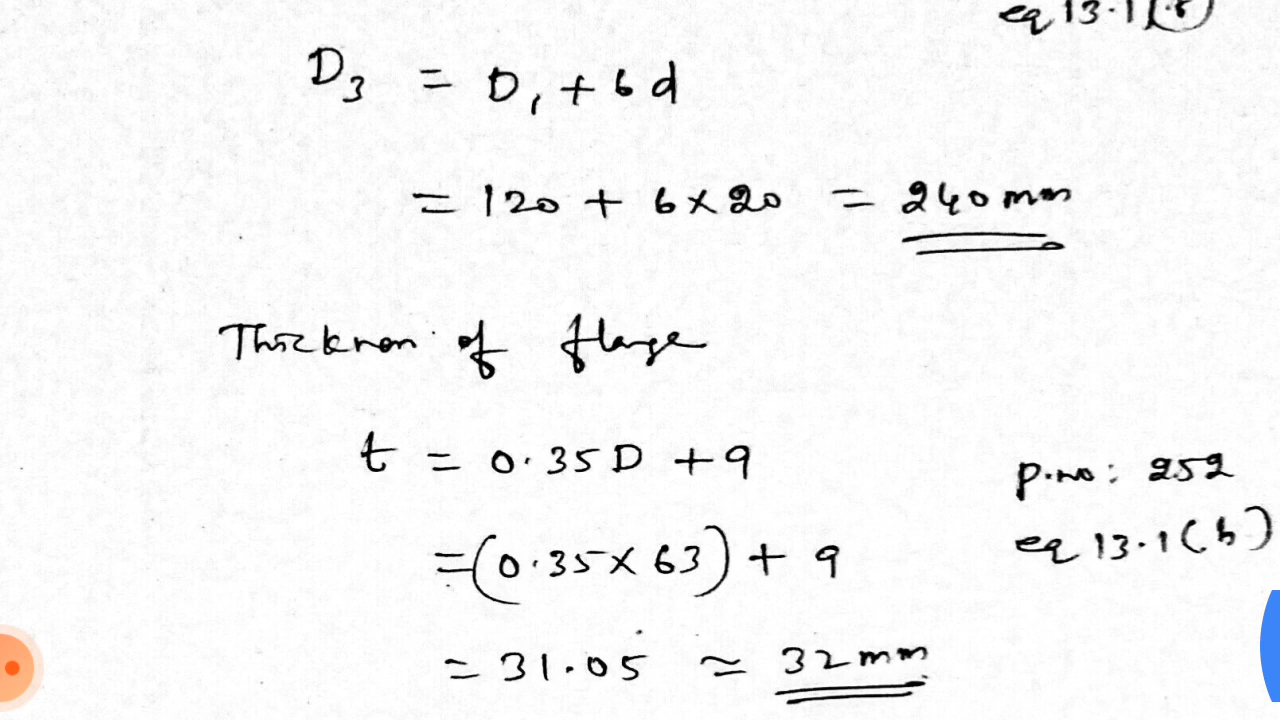 eq 13.1
D₃ = D₁ + 6d
= 120 + 6 x 20 = 240 mm
Thickness of flange
t = 0.35D + 9
p.no: 252
= (0.35 x 63) + 9
eq 13.1 (b)
= 31.05 ≃ 32 mm